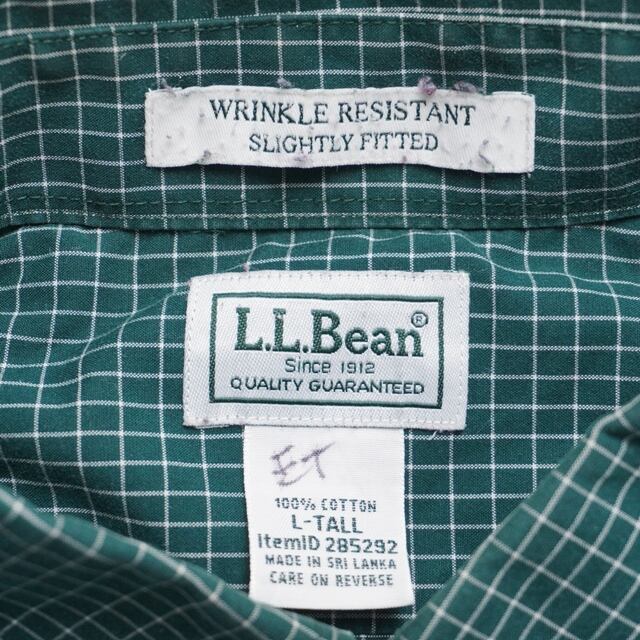 WRINKLE RESISTANT
SLIGHTLY FITTED
L.L.Bean®
Since 1912
QUALITY GUARANTEED
ET
100% COTTON
L-TALL
ItemID 285292
MADE IN SRI LANKA
CARE ON REVERSE